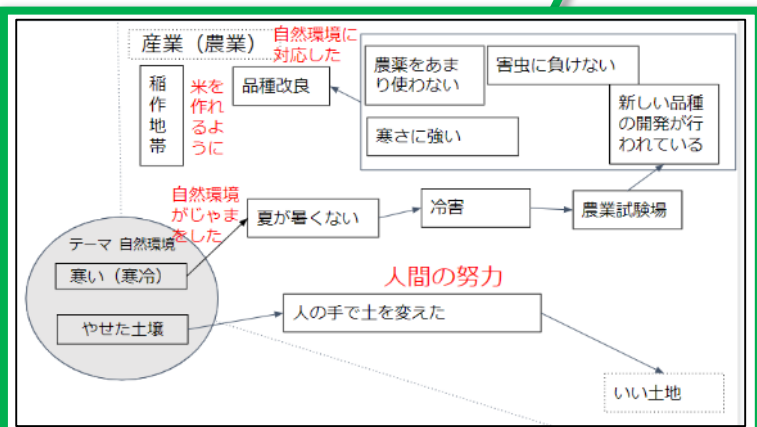 産業（農業）
自然環境に
対応した
稲
作
地
帯
米を
作れ
るよ
うに
品種改良
農薬をあま
り使わない
害虫に負けない
新しい品種
の開発が行
われている
寒さに強い
自然環境
がじゃま
をした
夏が暑くない
冷害
農業試験場
テーマ 自然環境
寒い（寒冷）
やせた土壌
人間の努力
人の手で土を変えた
いい土地